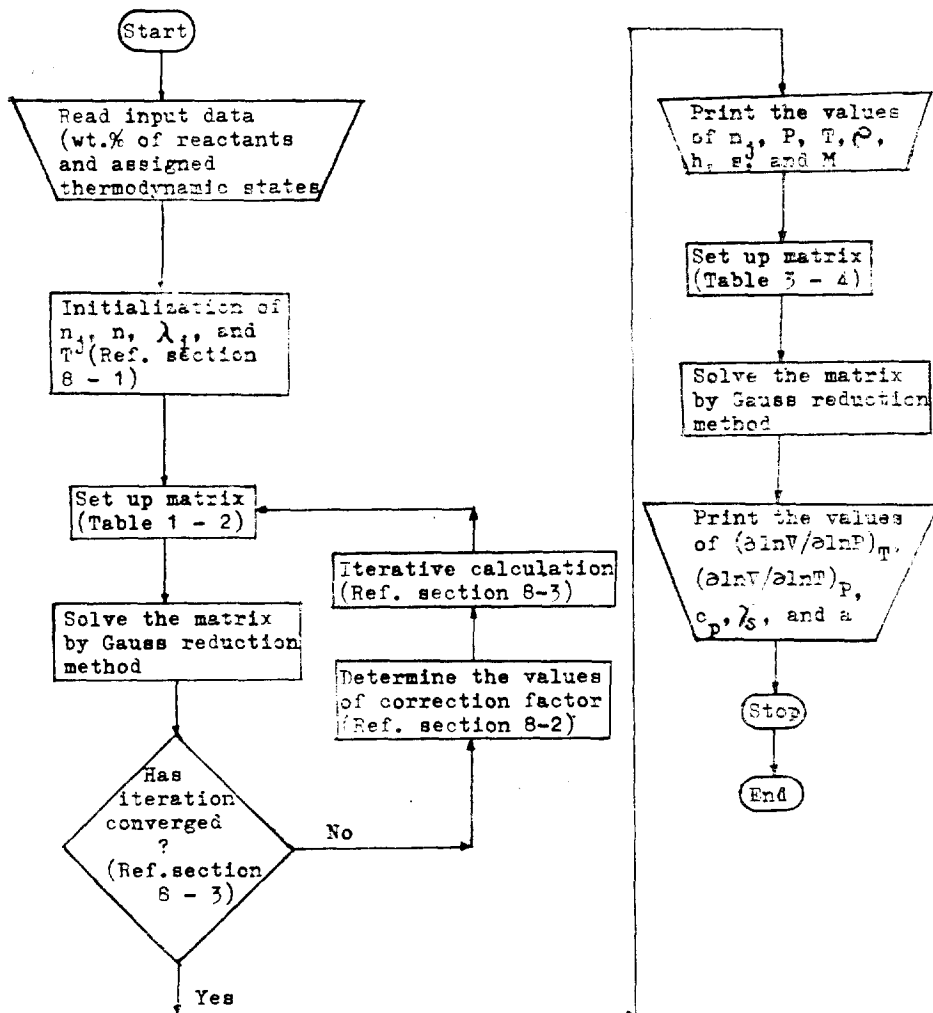 Start
Read input data
(wt.% of reactants
and assigned
thermodynamic states
Initialization of
nj, n, λj, and
T (Ref. section
8 - 1)
Set up matrix
(Table 1 - 2)
Solve the matrix
by Gauss reduction
method
Has
iteration
converged
?
(Ref.section
8 - 3)
No
Yes
Determine the values
of correction factor
(Ref. section 8-2)
Iterative calculation
(Ref. section 8-3)
Print the values
of nj, P, T, ρ,
h, s, and M
Set up matrix
(Table 3 - 4)
Solve the matrix
by Gauss reduction
method
Print the values
of (∂lnV/∂lnP)T,
(∂lnV/∂lnT)P,
cp, γs, and a
Stop
End